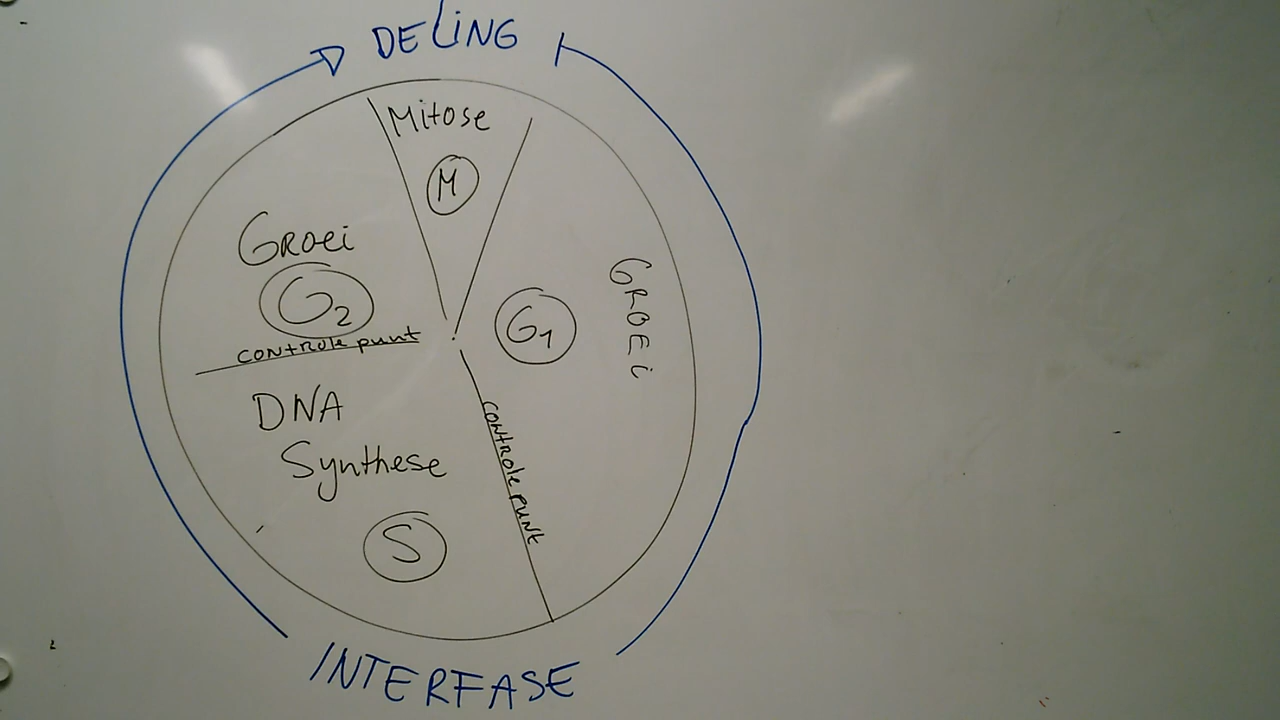 DELING
Mitose
M
Groei
G2
controle punt
GROEi
G1
controle punt
DNA
Synthese
S
INTERFASE